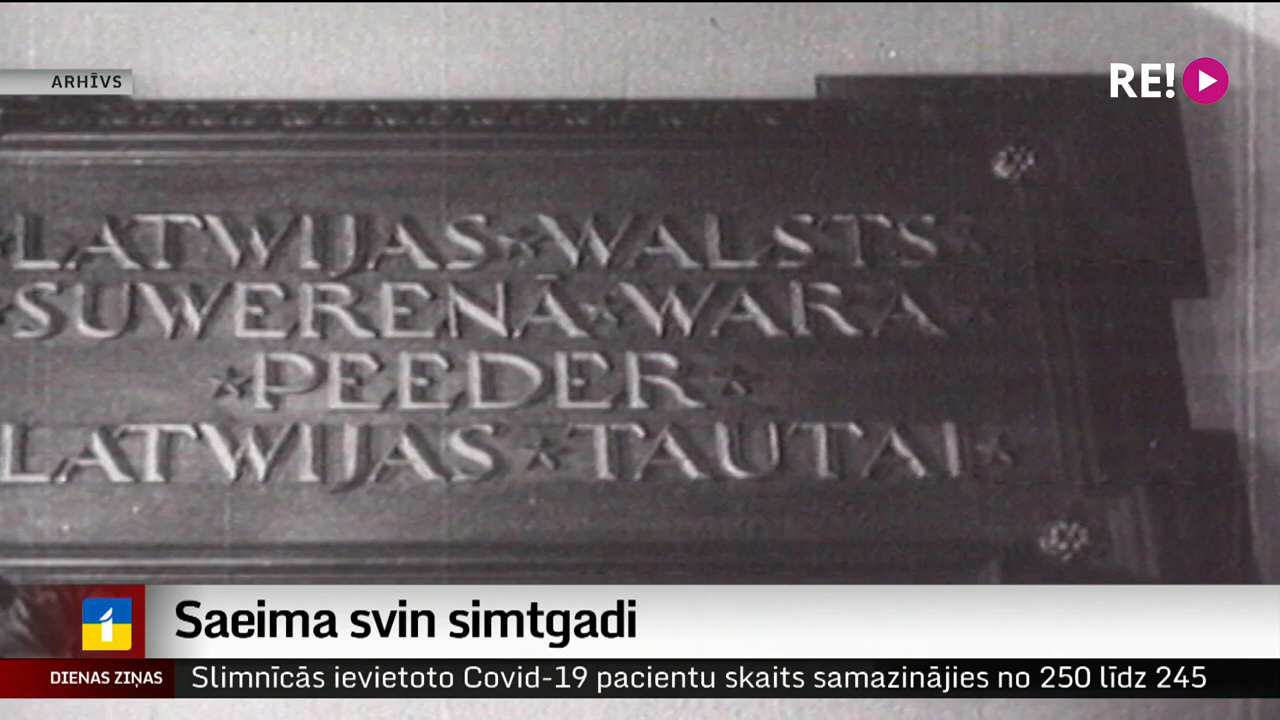 ARHĪVS
RE!
LATWIJAS WALSTS
SUWERENĀ WARA
PEEDER
LATWIJAS TAUTAI
1
Saeima svin simtgadi
DIENAS ZIŅAS
Slimnīcās ievietoto Covid-19 pacientu skaits samazinājies no 250 līdz 245